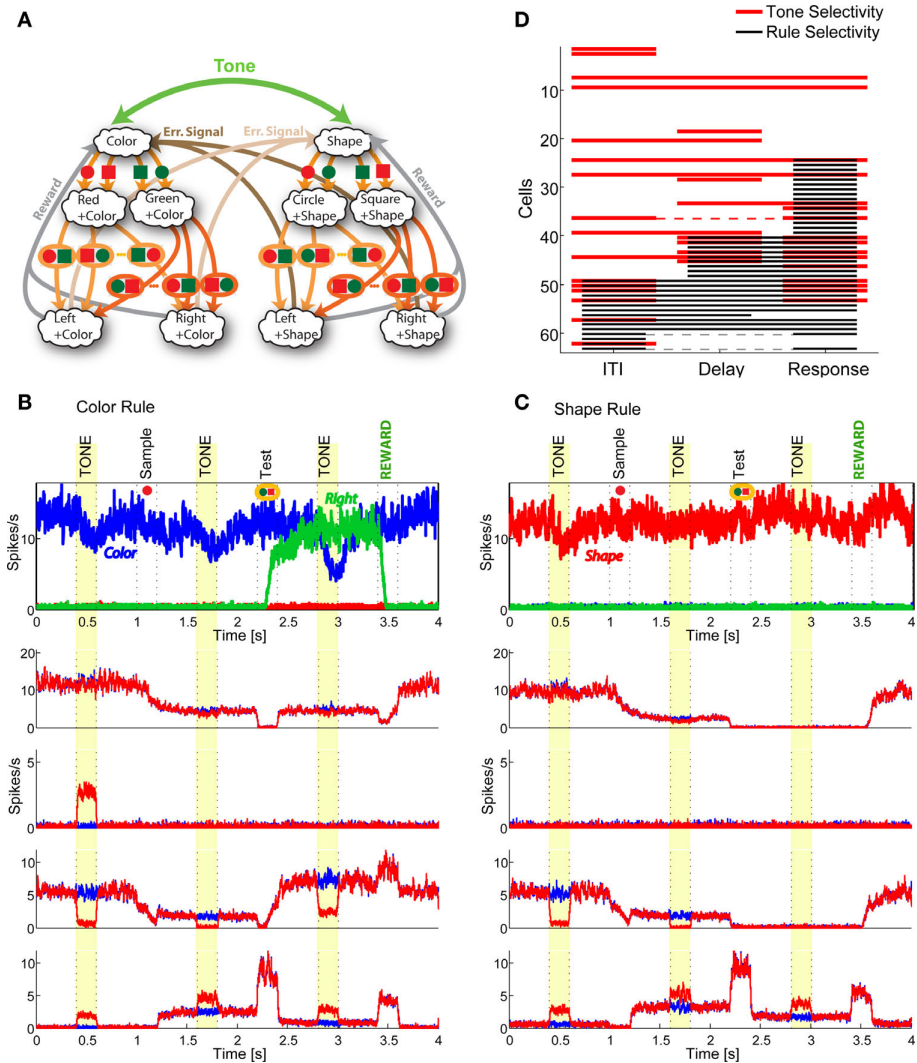 A
Tone
Color
Err. Signal
Err. Signal
Shape
Reward
Reward
Red
+Color
Green
+Color
Circle
+Shape
Square
+Shape
Left
+Color
Right
+Color
Left
+Shape
Right
+Shape
D
Tone Selectivity
Rule Selectivity
Cells
10
20
30
40
50
60
ITI
Delay
Response
B
Color Rule
TONE
Sample
TONE
Test
TONE
REWARD
Spikes/s
10
0
Color
Right
0 0.5 1 1.5 2 2.5 3 3.5 4
Time [s]
20
10
0
Spikes/s
5
0
10
5
0
10
5
0
0 0.5 1 1.5 2 2.5 3 3.5 4
Time [s]
C
Shape Rule
TONE
Sample
TONE
Test
TONE
REWARD
Spikes/s
10
0
Shape
0 0.5 1 1.5 2 2.5 3 3.5 4
Time [s]
20
10
0
Spikes/s
5
0
10
5
0
10
5
0
0 0.5 1 1.5 2 2.5 3 3.5 4
Time [s]